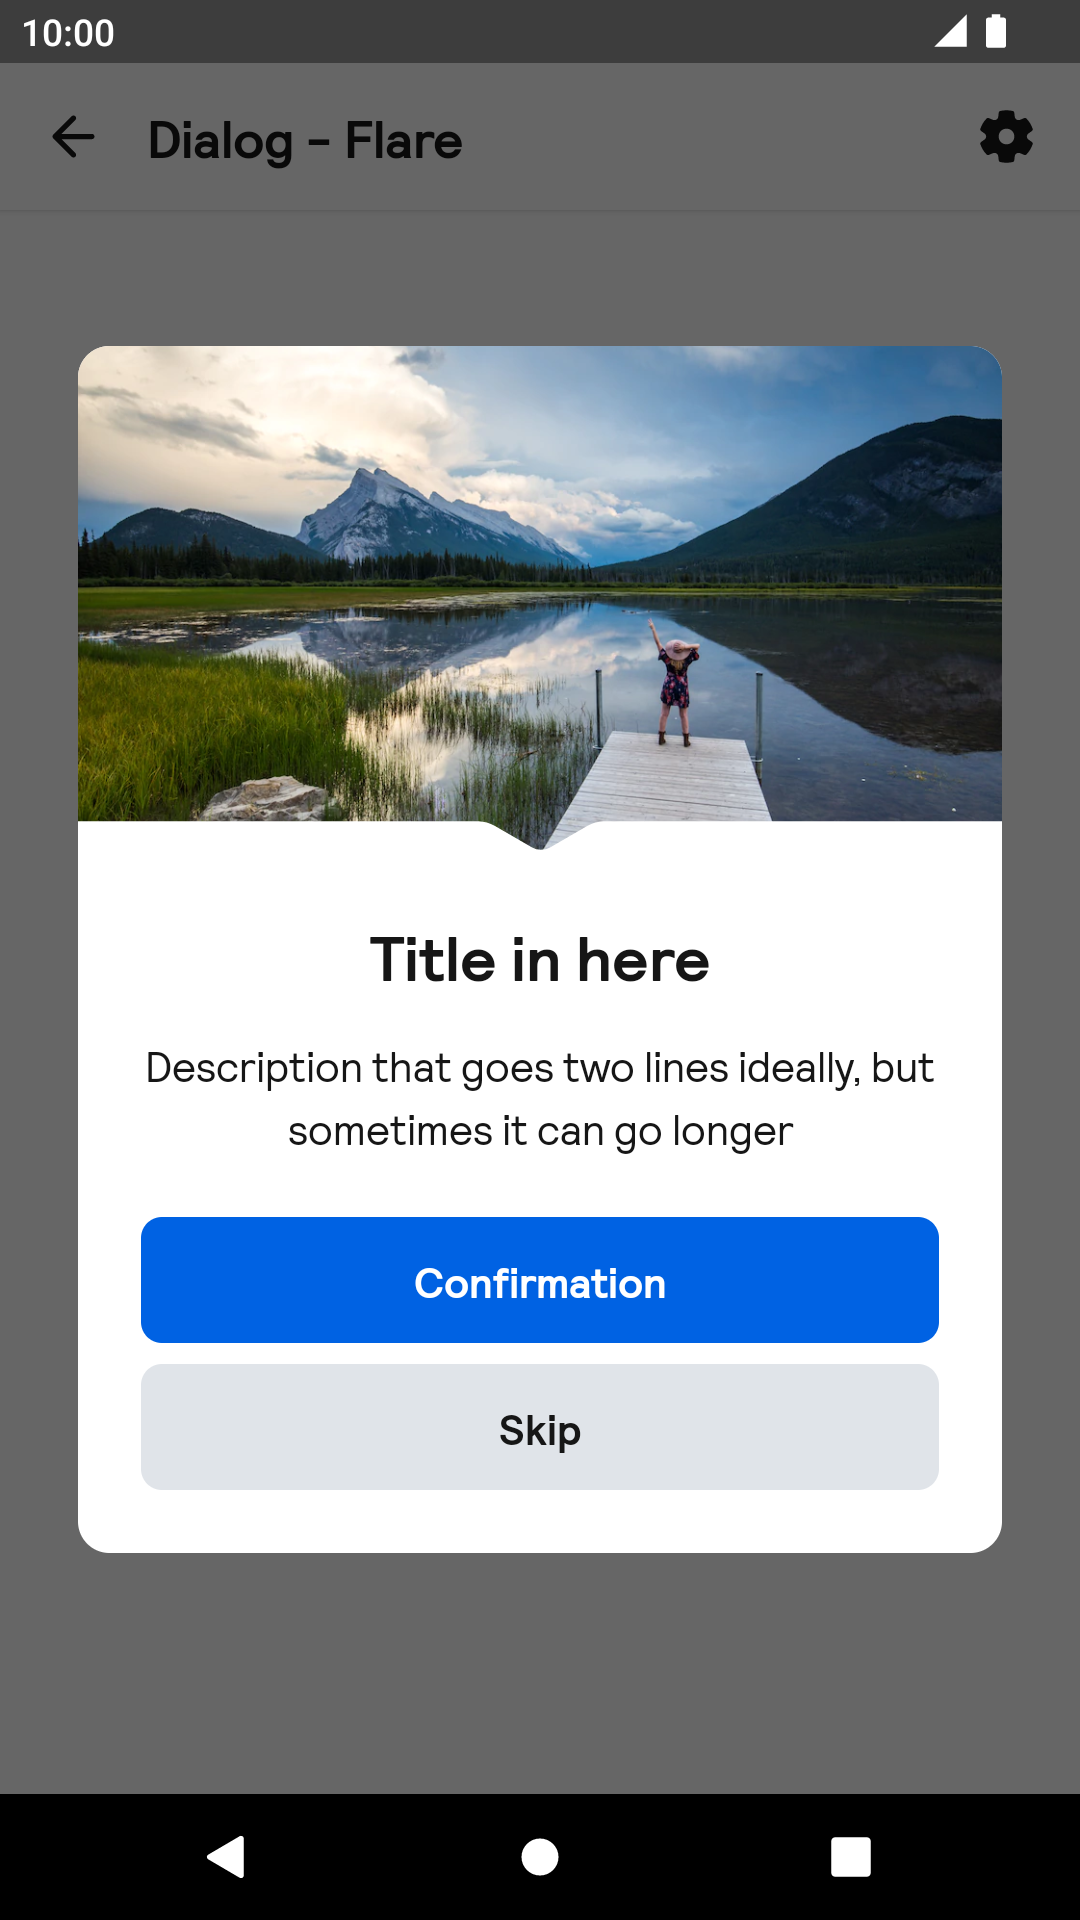 10:00
Dialog - Flare
Title in here
Description that goes two lines ideally, but
sometimes it can go longer
Confirmation
Skip